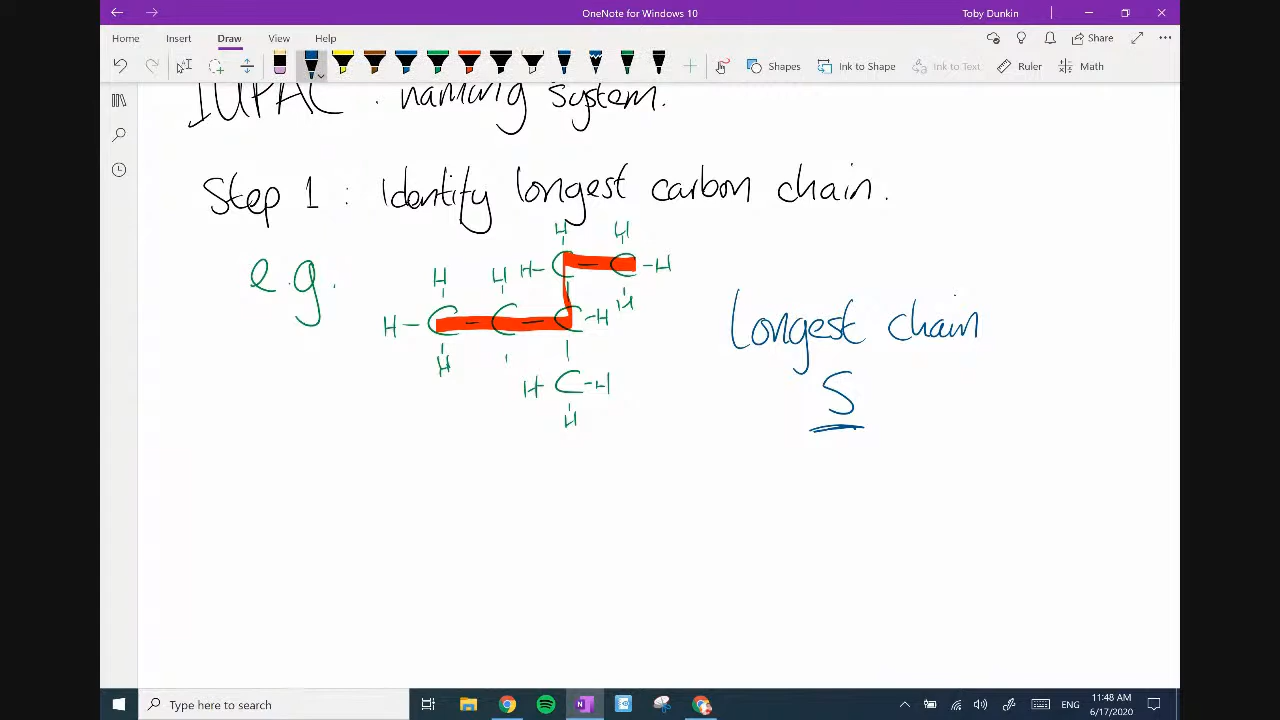 OneNote for Windows 10
Toby Dunkin
Home Insert Draw View Help
Share
Shapes Ink to Shape Ink to Text Ruler Math
IUPAC . naming system.
Step 1 : Identify longest carbon chain.
e.g.
H H
H - C - C - H
H H H
H - C - C - C - H
H H
H C - H
H
Longest chain
5
Type here to search
ENG
11:48 AM
6/17/2020